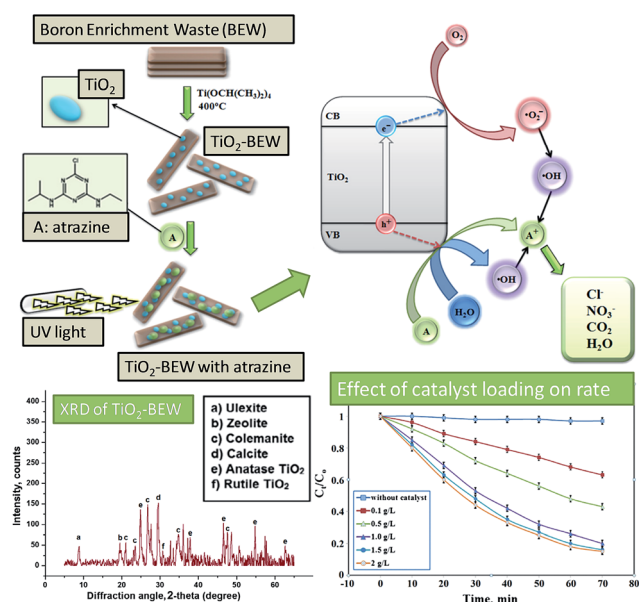 Boron Enrichment Waste (BEW)
TiO₂
Ti(OCH(CH₃)₂)₄
400°C
TiO₂-BEW
Cl
N
N
N
N
H
N
H
A: atrazine
A
UV light
TiO₂-BEW with atrazine
O₂
CB
e⁻
•O₂⁻
TiO₂
•OH
VB
h⁺
A⁺
•OH
H₂O
A
Cl⁻
NO₃⁻
CO₂
H₂O
XRD of TiO₂-BEW
a) Ulexite
b) Zeolite
c) Colemanite
d) Calcite
e) Anatase TiO₂
f) Rutile TiO₂
Intensity, counts
400
350
300
250
200
150
100
50
0
a
b
c
c
e
c
d
f
c
e
e
c
e
e
0 10 20 30 40 50 60 70
Diffraction angle, 2-theta (degree)
Effect of catalyst loading on rate
Cₜ/Cₒ
1
0.8
0.6
0.4
0.2
0
without catalyst
0.1 g/L
0.5 g/L
1.0 g/L
1.5 g/L
2 g/L
-10 0 10 20 30 40 50 60 70 80
Time, min